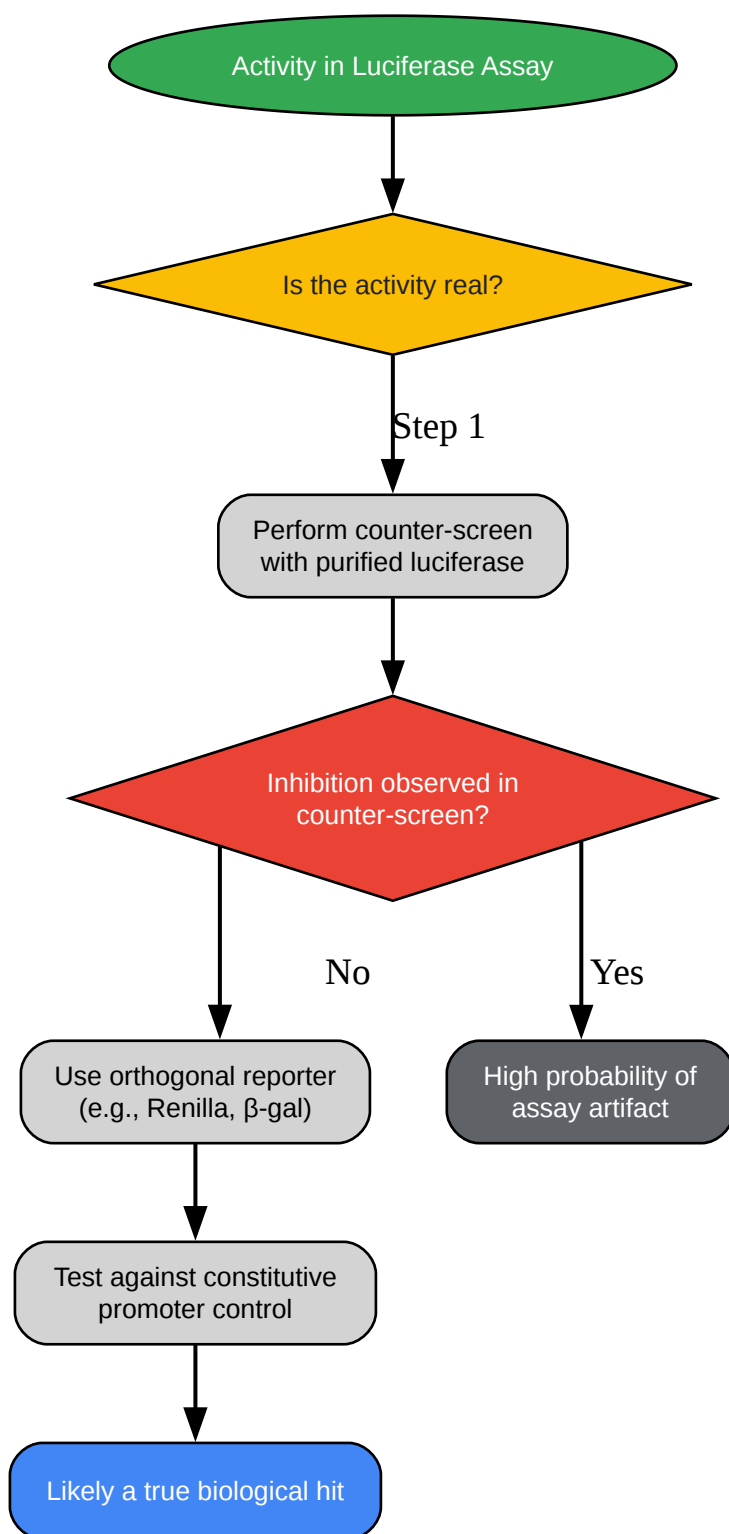 Activity in Luciferase Assay
Is the activity real?
Step 1
Perform counter-screen
with purified luciferase
Inhibition observed in
counter-screen?
No
Yes
Use orthogonal reporter
(e.g., Renilla, β-gal)
High probability of
assay artifact
Test against constitutive
promoter control
Likely a true biological hit